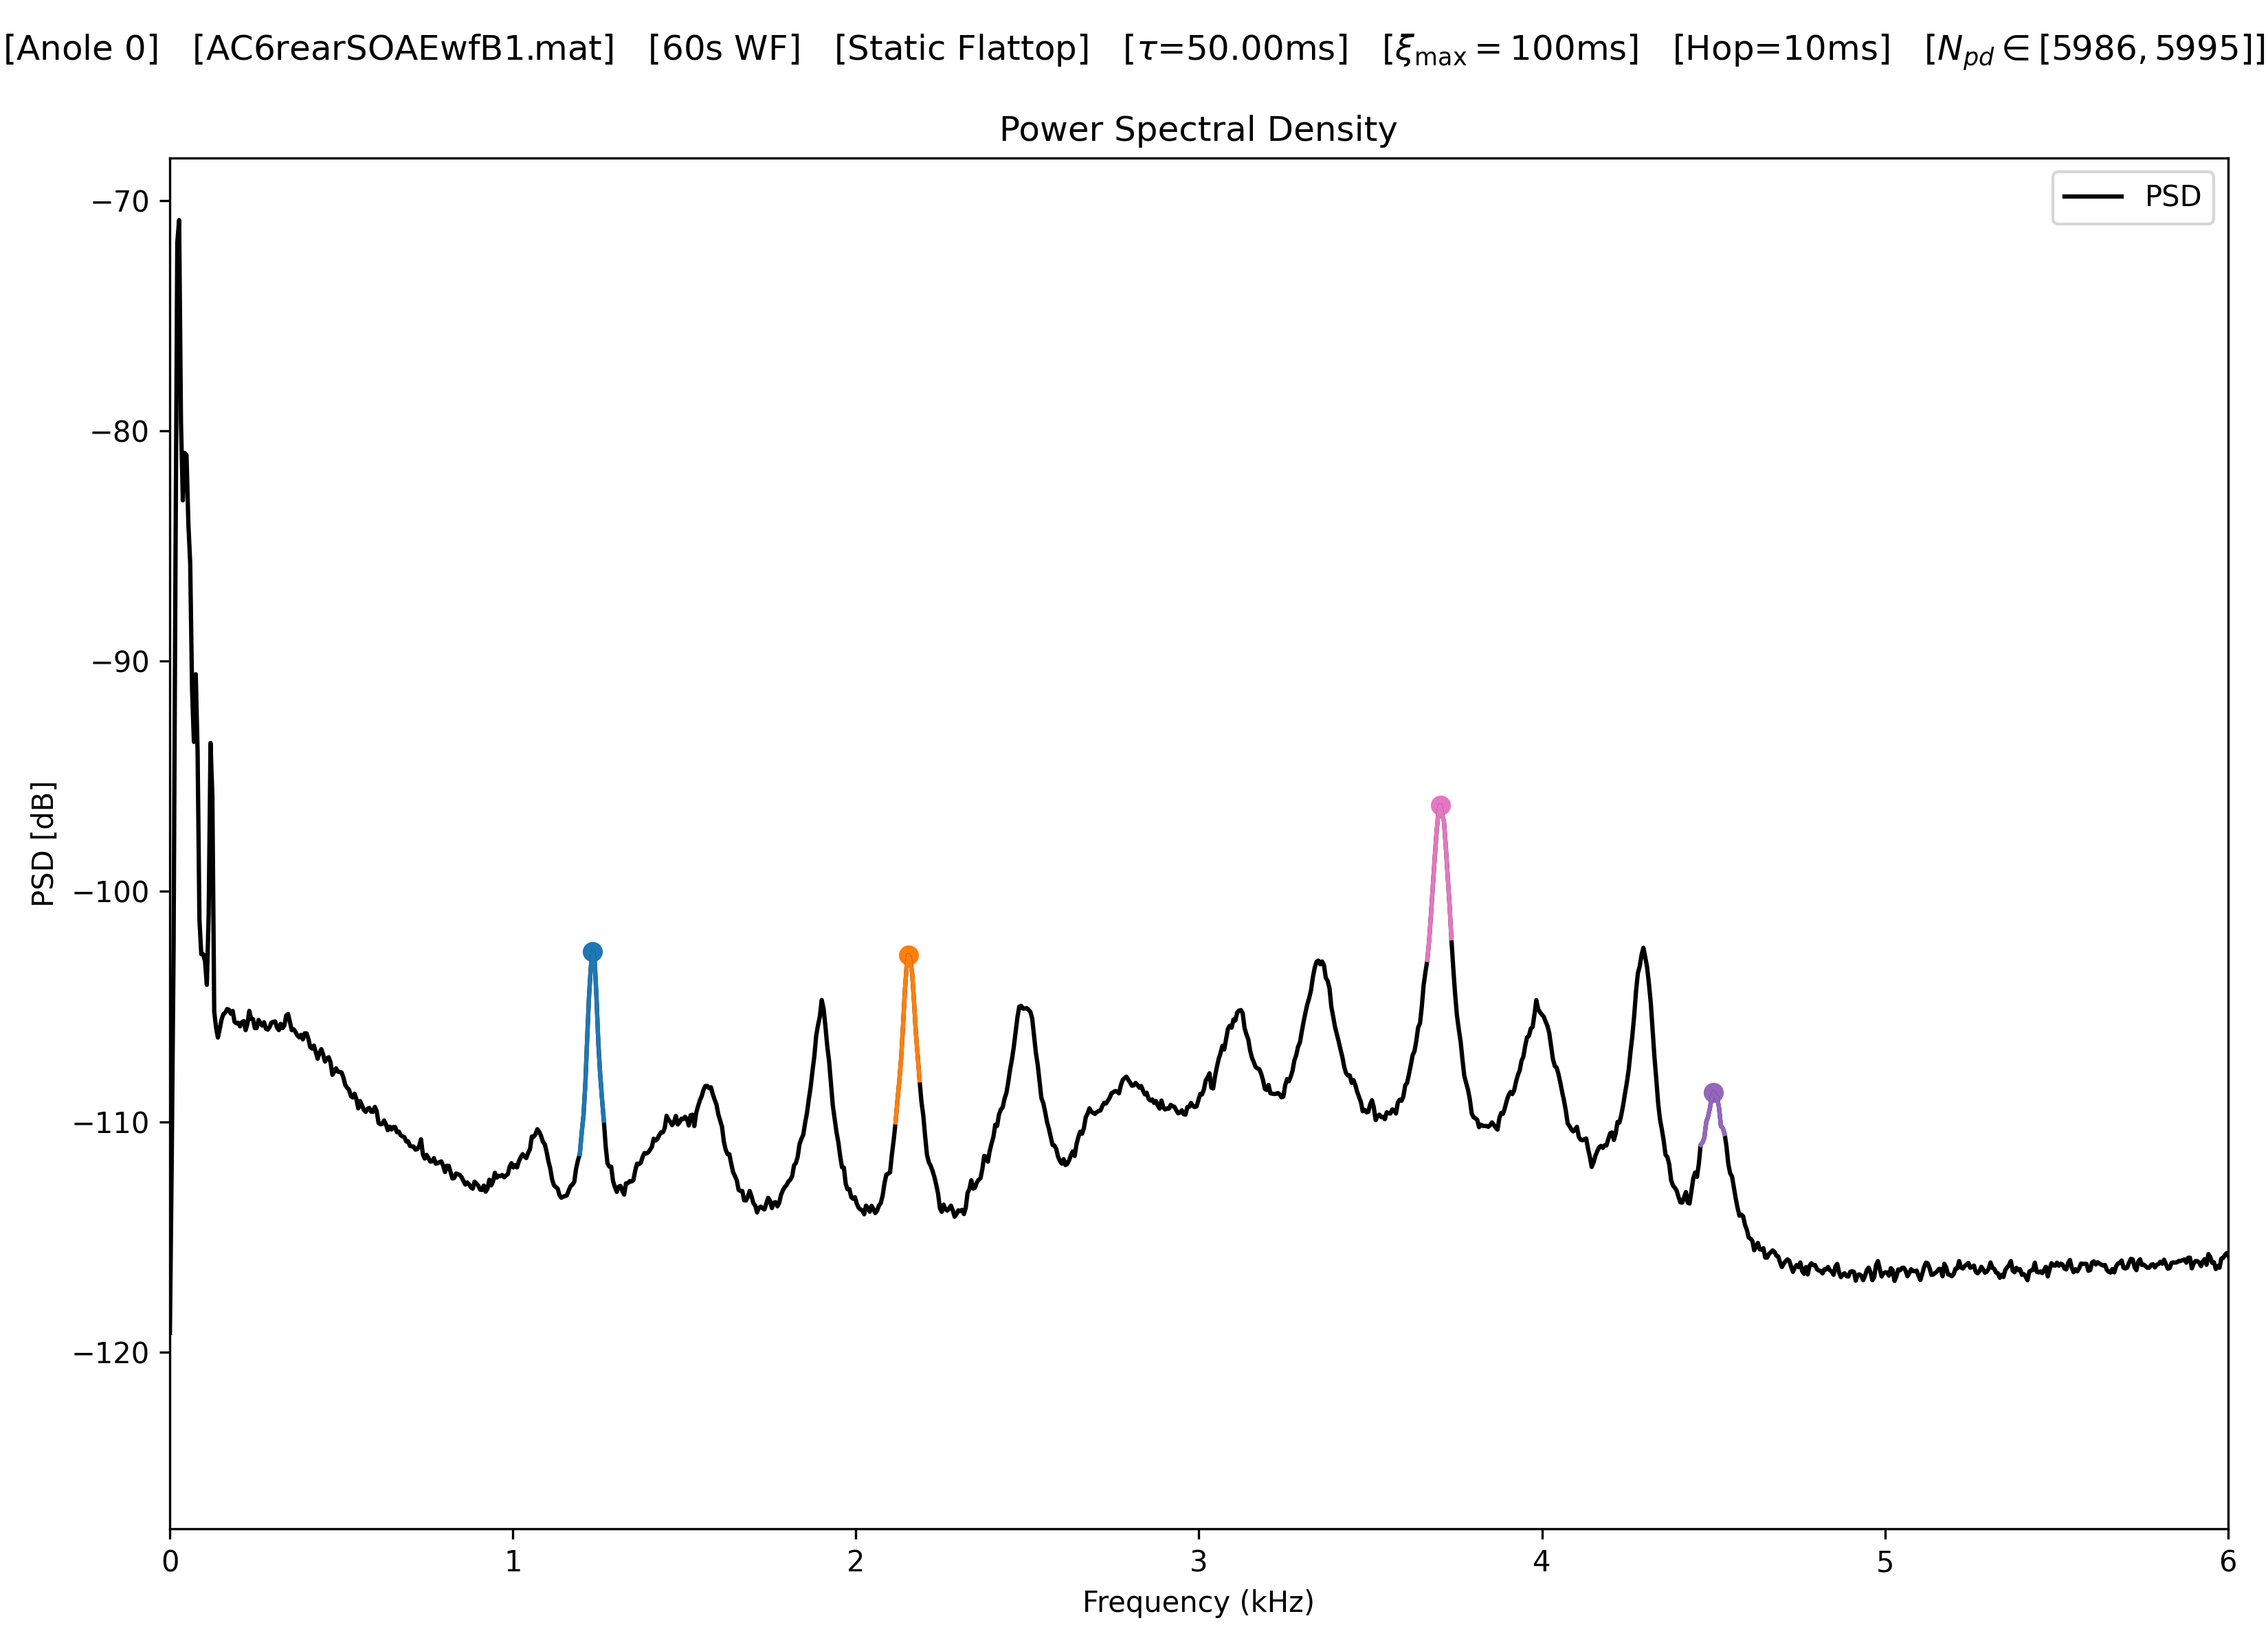 [Anole 0] [AC6rearSOAEwfB1.mat] [60s WF] [Static Flattop] [τ=50.00ms] [ξmax = 100ms] [Hop=10ms] [Npd ∈ [5986, 5995]]
Power Spectral Density
PSD
−70
−80
−90
−100
−110
−120
PSD [dB]
0 1 2 3 4 5 6
Frequency (kHz)